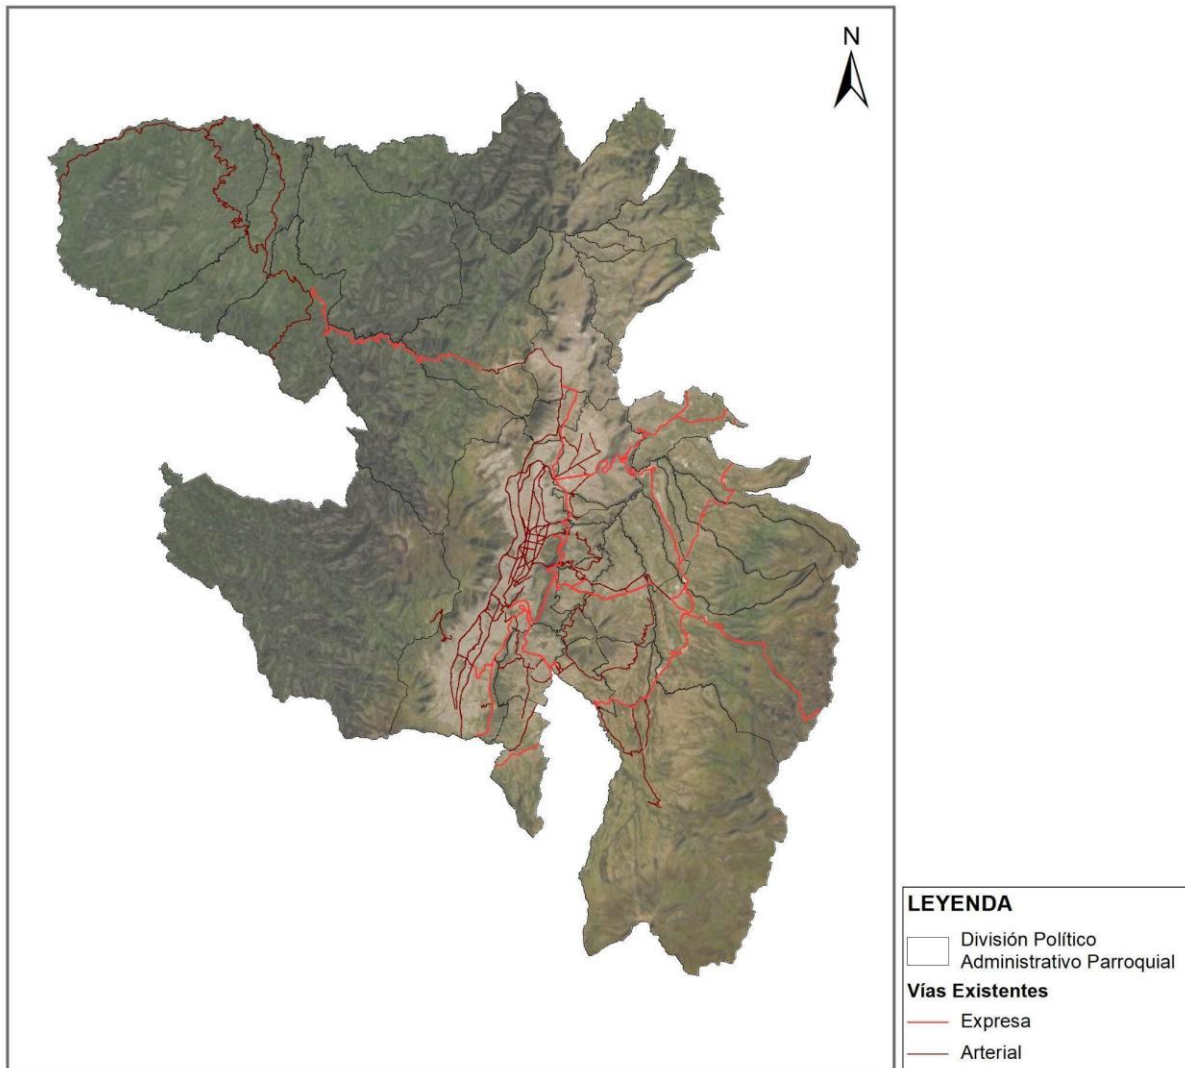 N
LEYENDA
División Político
Administrativo Parroquial
Vías Existentes
Expresa
Arterial